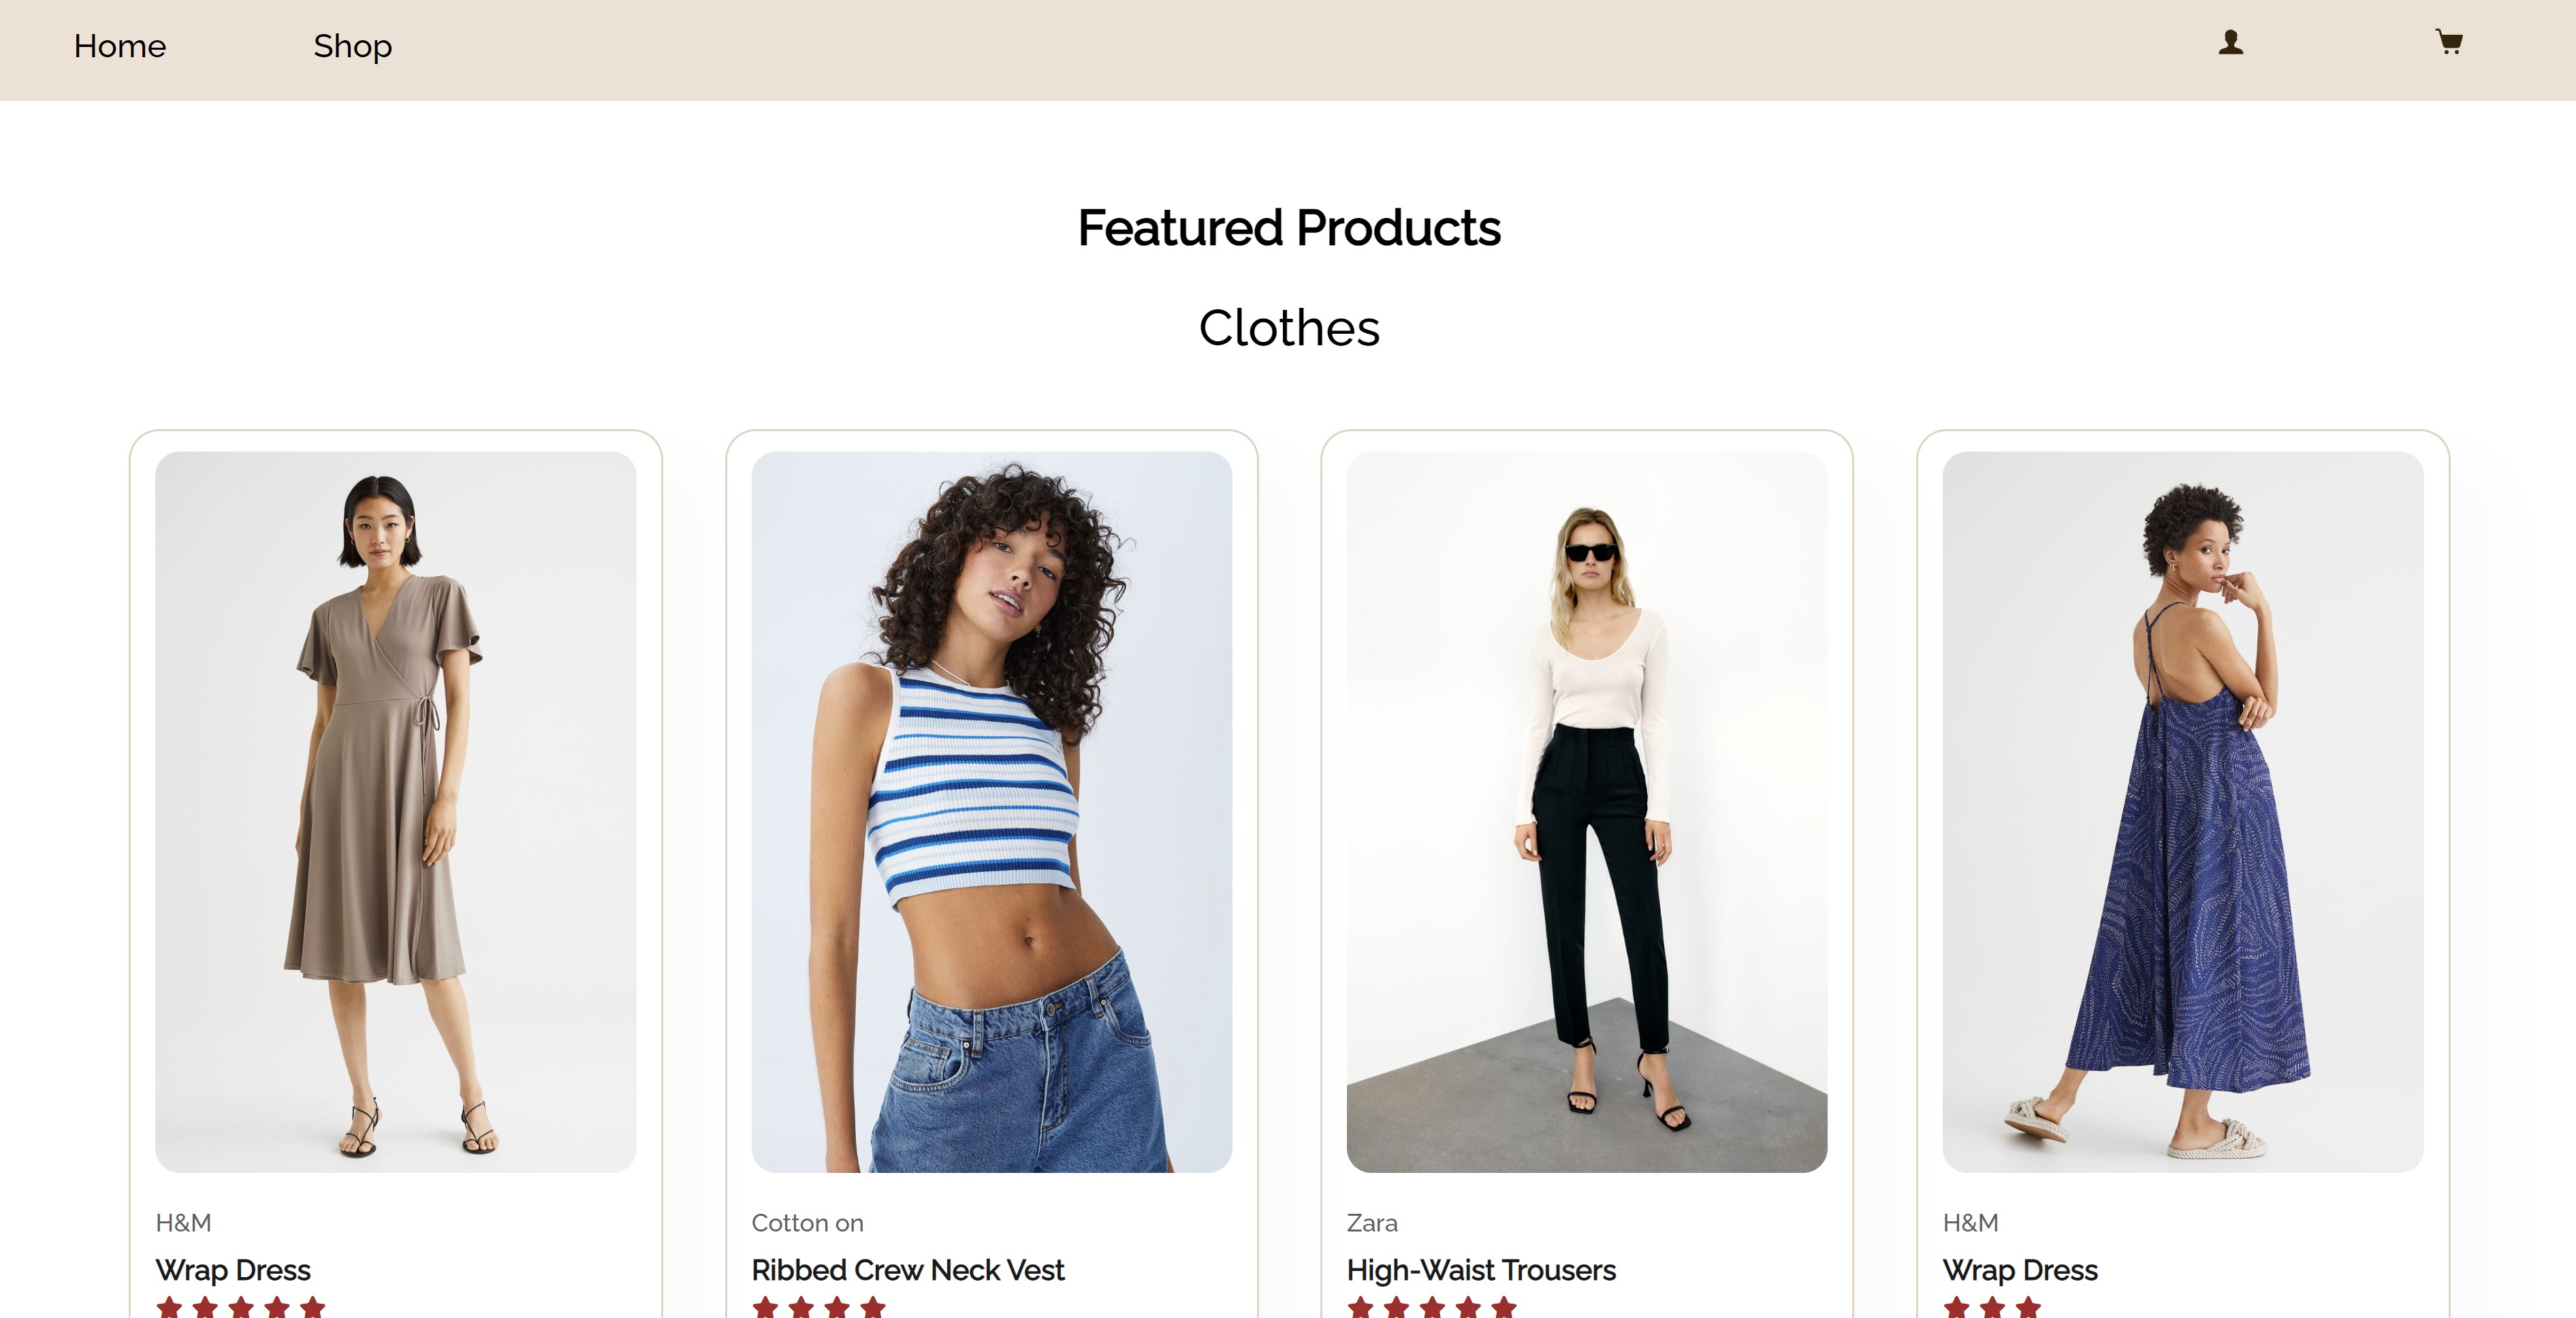 Home
Shop
Featured Products
Clothes
H&M
Wrap Dress
Cotton on
Ribbed Crew Neck Vest
Zara
High-Waist Trousers
H&M
Wrap Dress